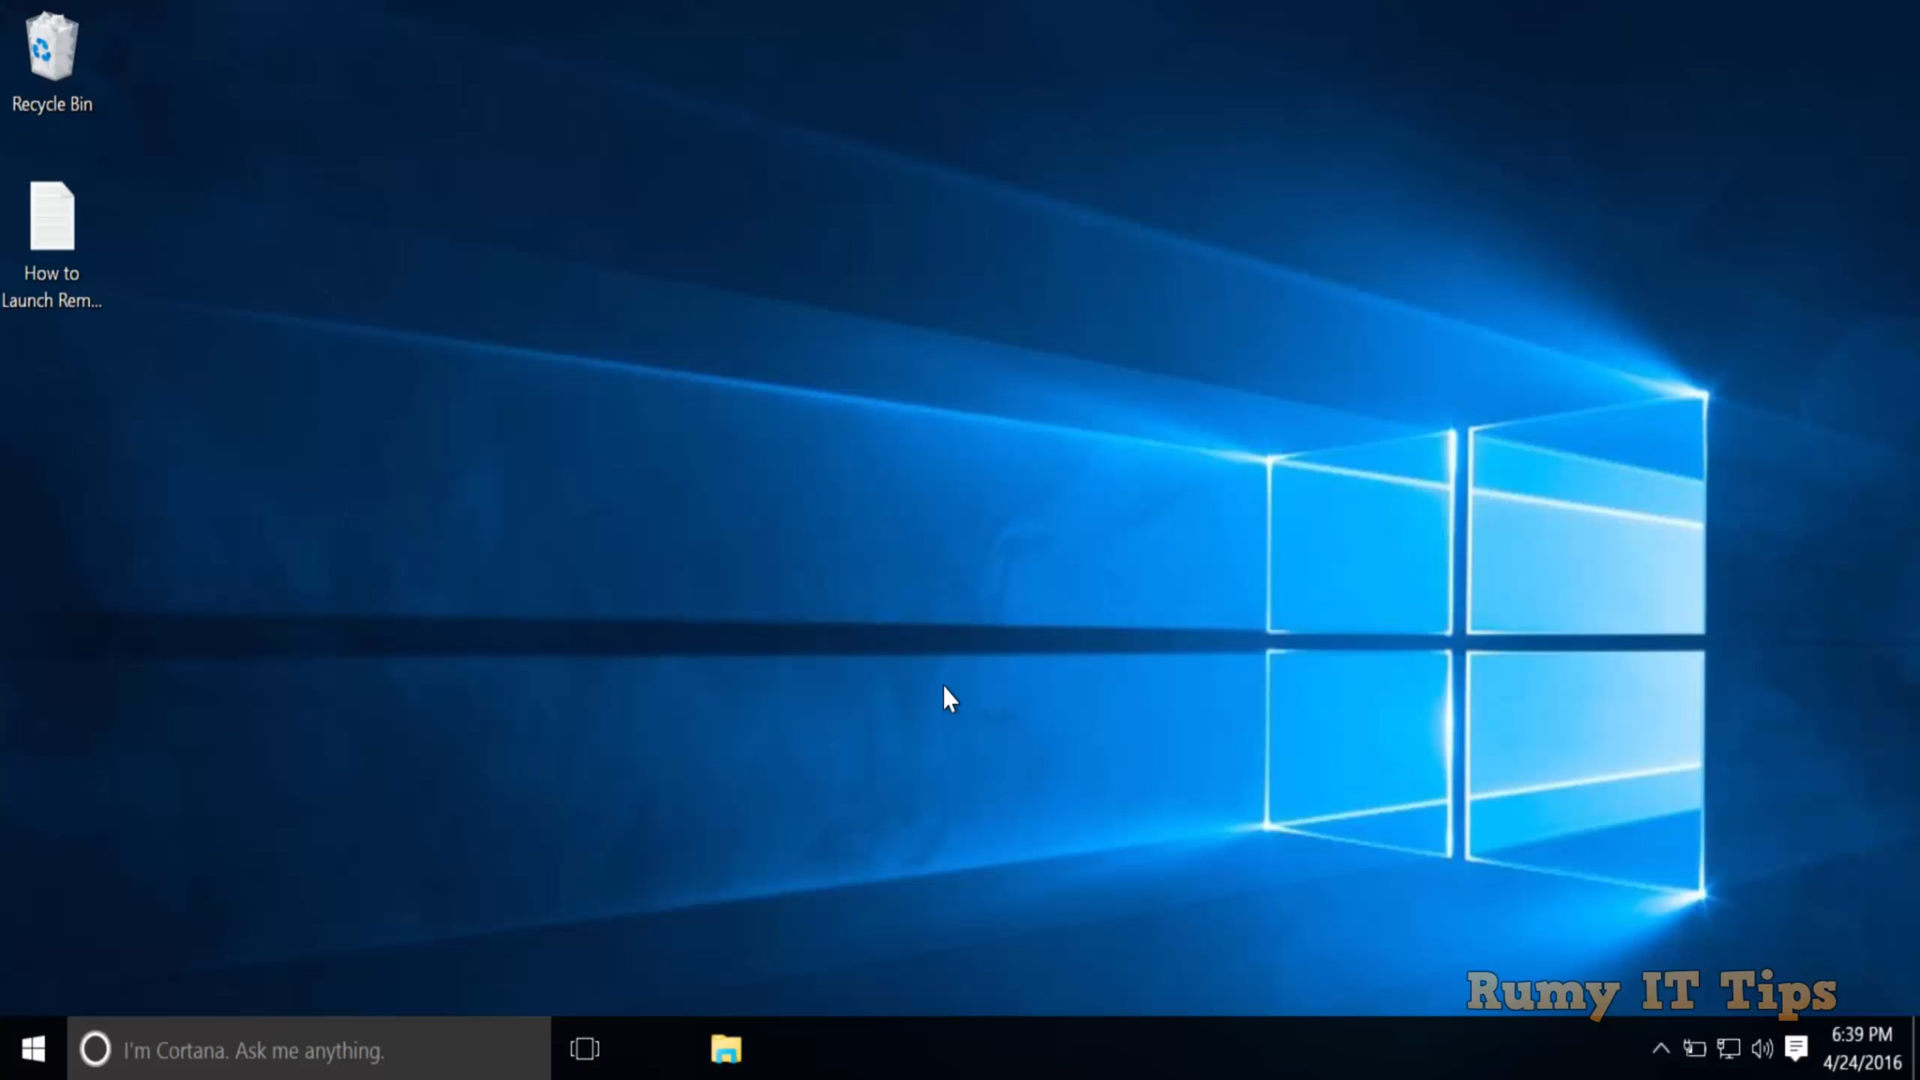 Recycle Bin
How to
Launch Rem...
Rumy IT Tips
I'm Cortana. Ask me anything.
6:39 PM
4/24/2016